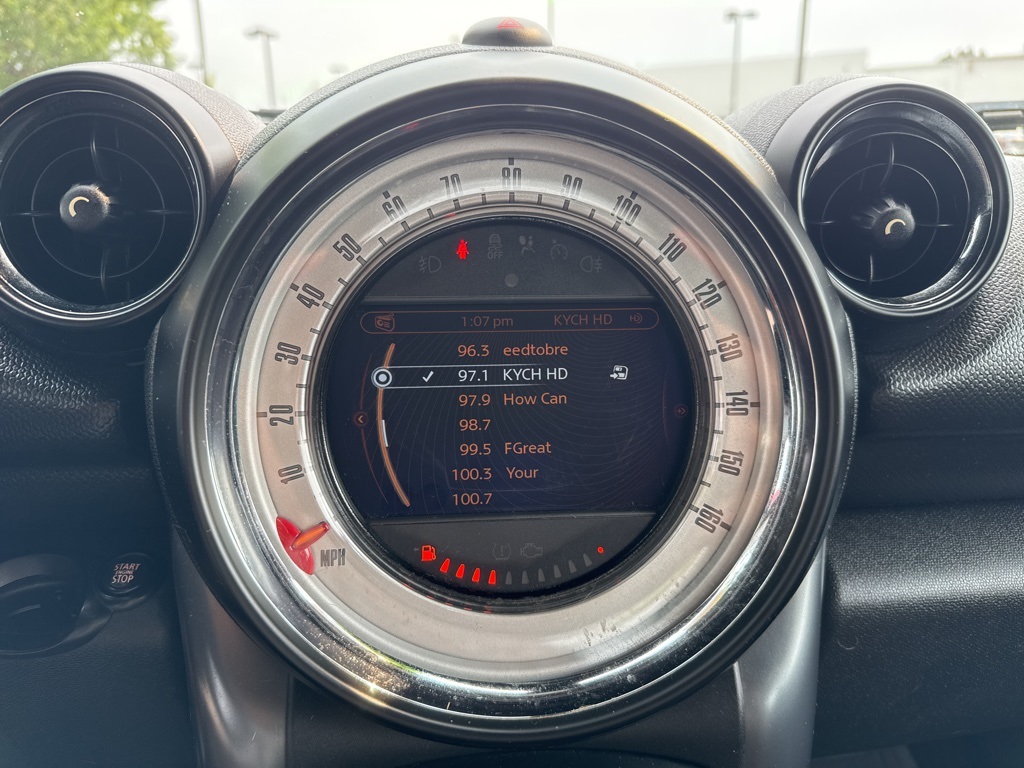 10
20
30
40
50
60
70
80
90
100
110
120
130
140
150
160
MPH
1:07 pm KYCH HD
96.3 eedtobre
97.1 KYCH HD
97.9 How Can
98.7
99.5 FGreat
100.3 Your
100.7
START
ENGINE
STOP